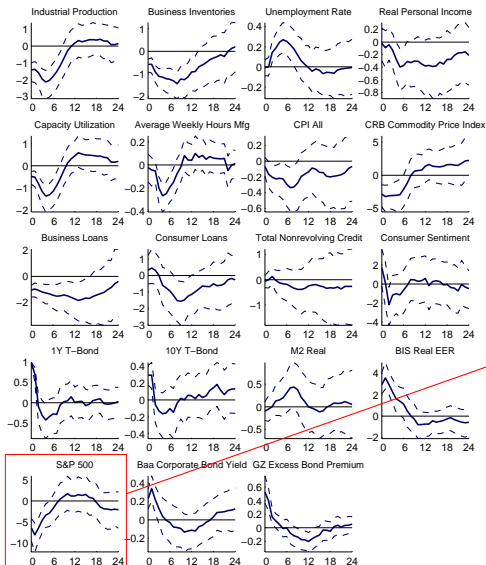 Industrial Production Business Inventories Unemployment Rate Real Personal Income
1 0 −1 −2 −3 0 6 12 18 24
1 0 −1 −2 0 6 12 18 24
0.4 0.2 0 −0.2 0 6 12 18 24
0 −0.2 −0.4 −0.6 −0.8 0 6 12 18 24
Capacity Utilization Average Weekly Hours Mfg CPI All CRB Commodity Price Index
1 0 −1 −2 0 6 12 18 24
0.2 0 −0.2 −0.4 0 6 12 18 24
0.2 0 −0.2 −0.4 −0.6 0 6 12 18 24
5 0 −5 0 6 12 18 24
Business Loans Consumer Loans Total Nonrevolving Credit Consumer Sentiment
2 0 −2 −4 0 6 12 18 24
1 0 −1 −2 −3 0 6 12 18 24
1 0 −1 0 6 12 18 24
2 0 −2 −4 0 6 12 18 24
1Y T−Bond 10Y T−Bond M2 Real BIS Real EER
1 0.5 0 −0.5 0 6 12 18 24
0.4 0.2 0 −0.2 −0.4 0 6 12 18 24
0.5 0 −0.5 0 6 12 18 24
4 2 0 −2 0 6 12 18 24
S&P 500 Baa Corporate Bond Yield GZ Excess Bond Premium
5 0 −5 −10 0 6 12 18 24
0.4 0.2 0 −0.2 0 6 12 18 24
0.6 0.4 0.2 0 −0.2 0 6 12 18 24